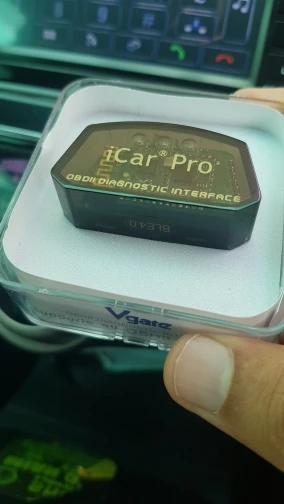 iCar® Pro
OBDII DIAGNOSTIC INTERFACE
BLE4.0
Vgate